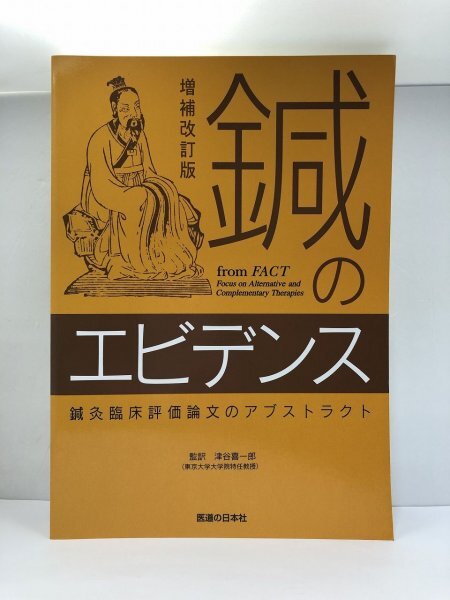 増補改訂版
鍼の
from FACT
Focus on Alternative and
Complementary Therapies
エビデンス
鍼灸臨床評価論文のアブストラクト
監訳 津谷喜一郎
(東京大学大学院特任教授)
医道の日本社